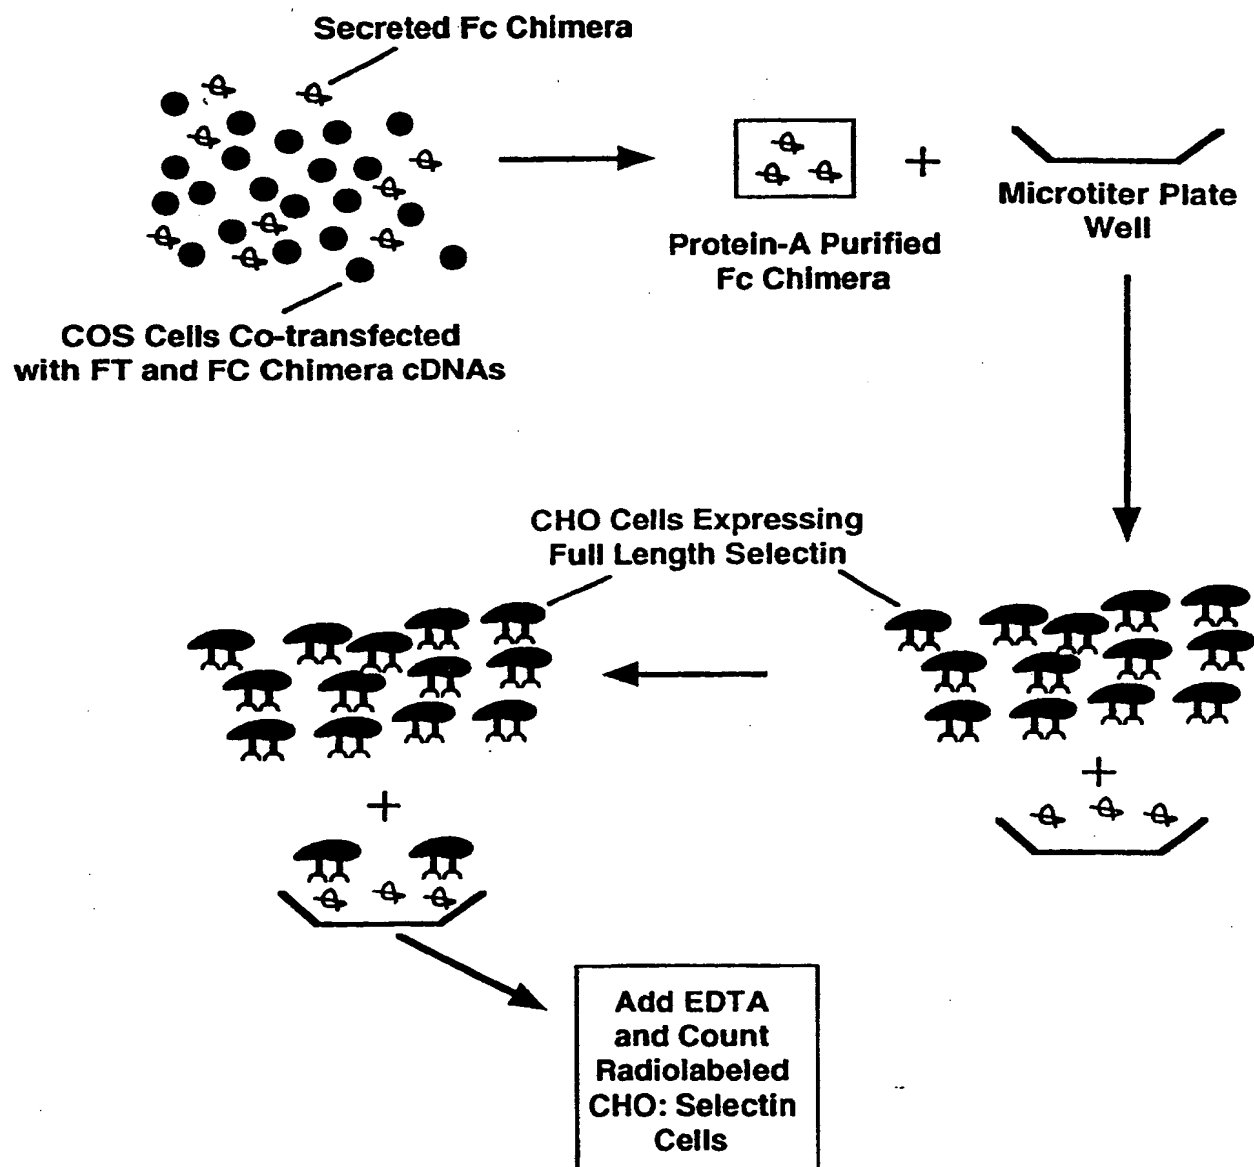 Secreted Fc Chimera
COS Cells Co-transfected
with FT and FC Chimera cDNAs
Protein-A Purified
Fc Chimera
+
Microtiter Plate
Well
CHO Cells Expressing
Full Length Selectin
+
+
Add EDTA
and Count
Radiolabeled
CHO: Selectin
Cells